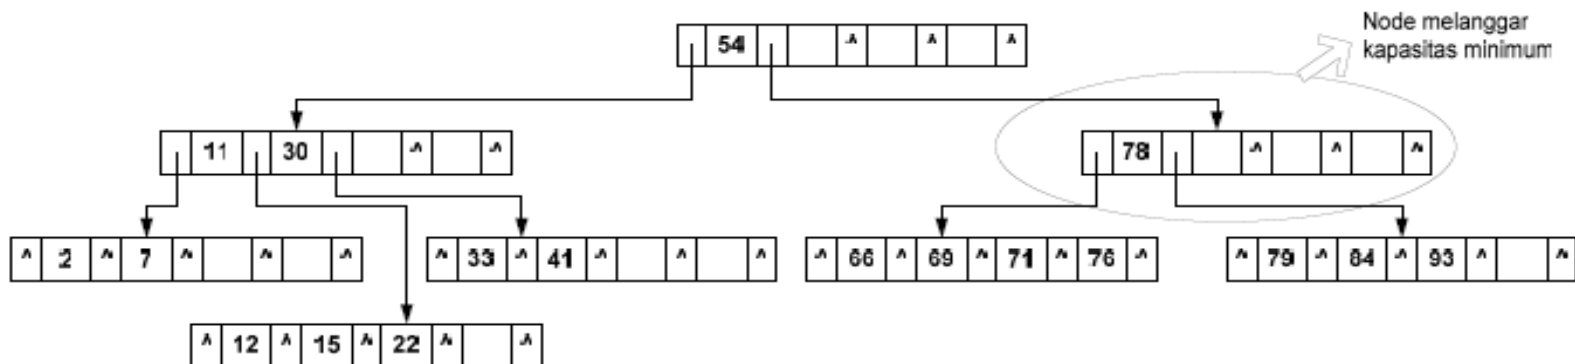 Node melanggar
kapasitas minimum
^ 54 ^ ^ ^
11 30 ^ ^
78 ^ ^ ^
^ 2 ^ 7 ^ ^ ^
^ 33 ^ 41 ^ ^ ^
^ 66 ^ 69 ^ 71 ^ 76 ^
^ 79 ^ 84 ^ 93 ^ ^
^ 12 ^ 15 ^ 22 ^ ^